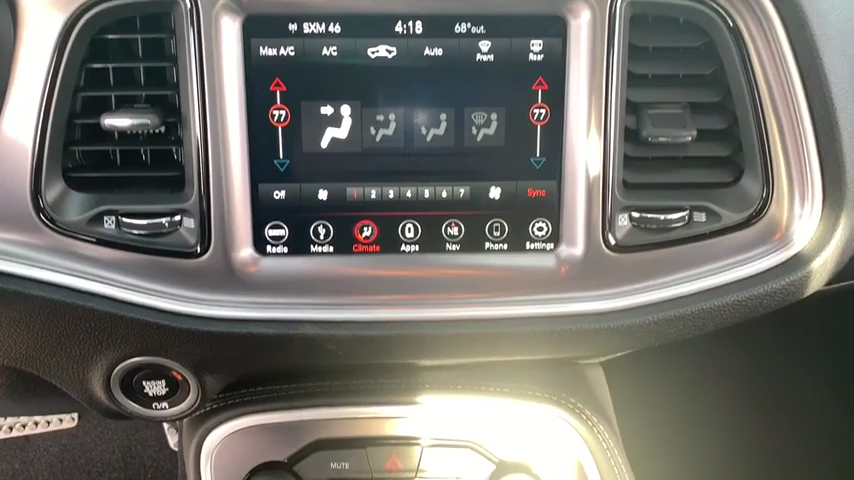 SXM 46 4:18 68°out.
Max A/C A/C Auto Front Rear
77 77
Off 1 2 3 4 5 6 7 Sync
Radio Media Climate Apps Nav Phone Settings
NE
ENGINE
START
STOP
MUTE